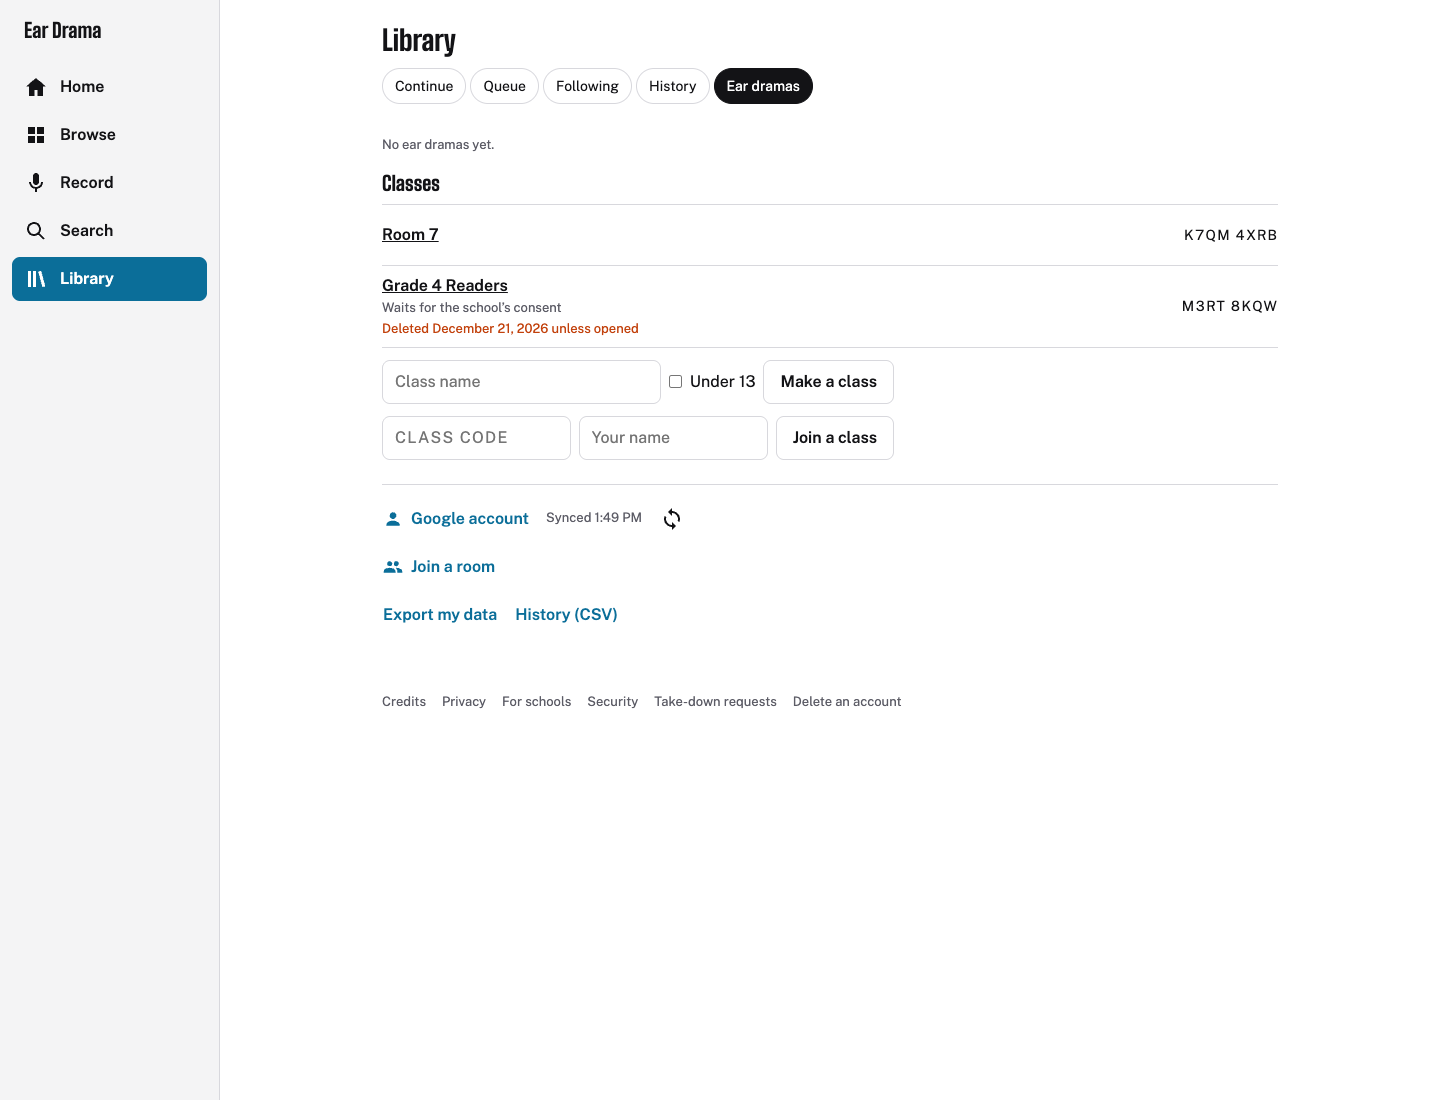 Ear Drama
Home
Browse
Record
Search
Library
Library
Continue
Queue
Following
History
Ear dramas
No ear dramas yet.
Classes
Room 7
K7QM 4XRB
Grade 4 Readers
Waits for the school's consent
Deleted December 21, 2026 unless opened
M3RT 8KQW
Class name
Under 13
Make a class
CLASS CODE
Your name
Join a class
Google account
Synced 1:49 PM
Join a room
Export my data
History (CSV)
Credits
Privacy
For schools
Security
Take-down requests
Delete an account